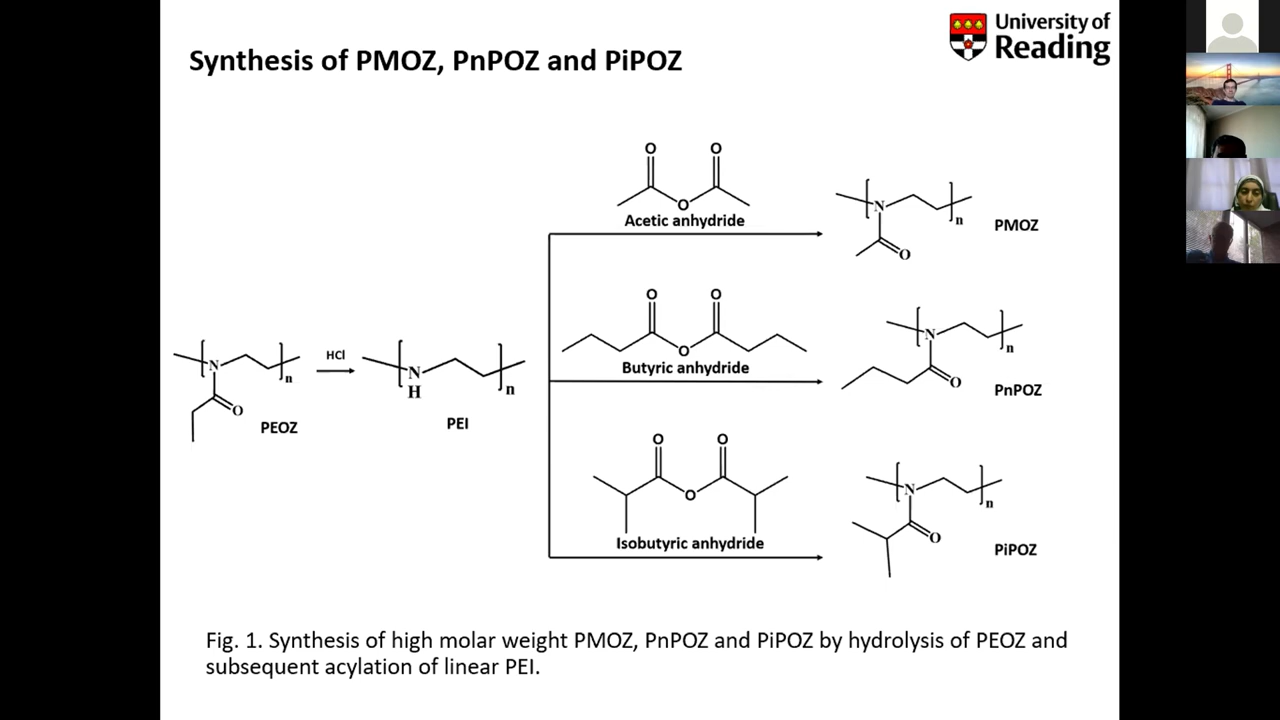 University of
Reading
Synthesis of PMOZ, PnPOZ and PiPOZ
O O
O
Acetic anhydride
N
n
O
PMOZ
O O
O
Butyric anhydride
N
n
O
PnPOZ
N
n
O
PEOZ
HCl
N
H
n
PEI
O O
O
Isobutyric anhydride
N
n
O
PiPOZ
Fig. 1. Synthesis of high molar weight PMOZ, PnPOZ and PiPOZ by hydrolysis of PEOZ and
subsequent acylation of linear PEI.